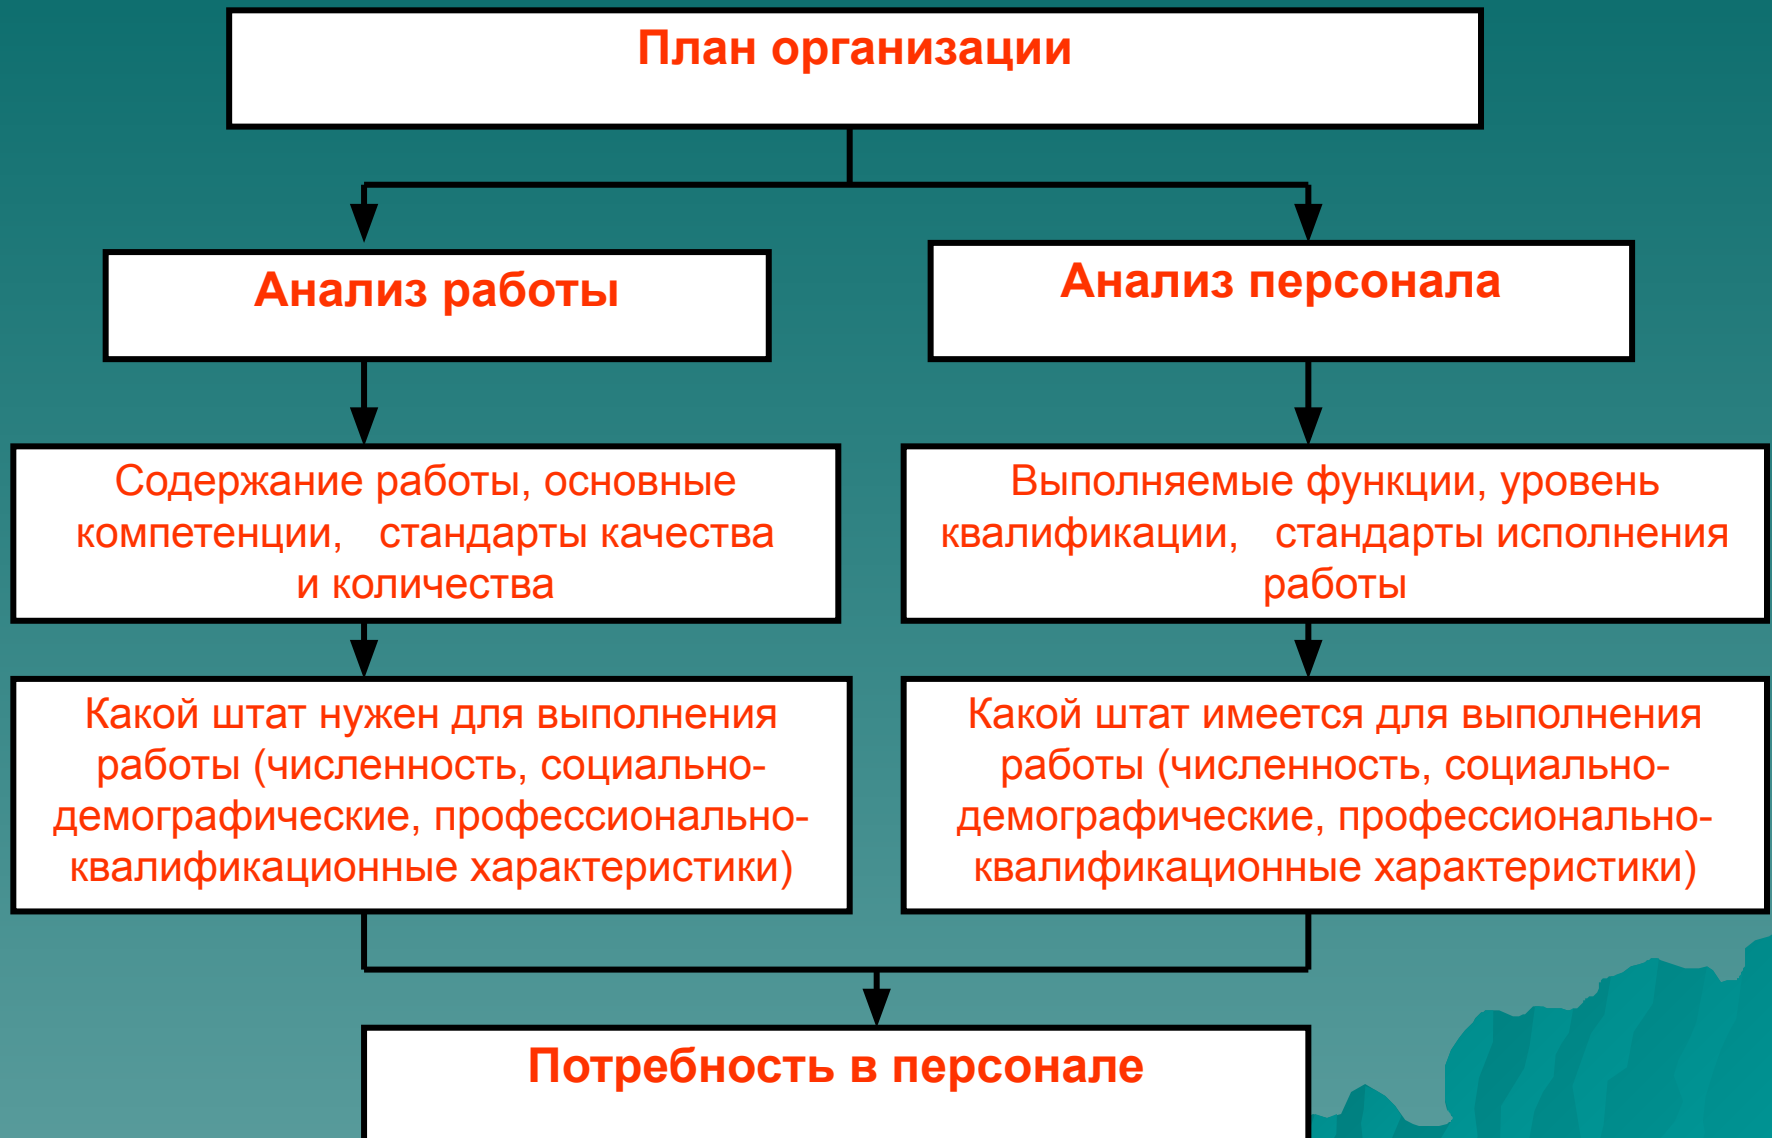 План организации
Анализ работы
Анализ персонала
Содержание работы, основные
компетенции, стандарты качества
и количества
Выполняемые функции, уровень
квалификации, стандарты исполнения
работы
Какой штат нужен для выполнения
работы (численность, социально-
демографические, профессионально-
квалификационные характеристики)
Какой штат имеется для выполнения
работы (численность, социально-
демографические, профессионально-
квалификационные характеристики)
Потребность в персонале